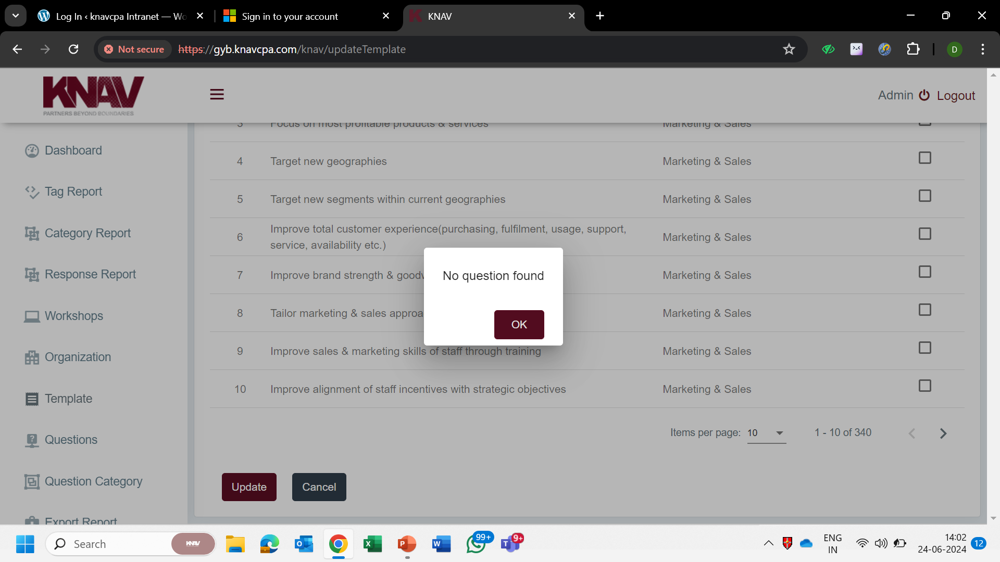 Log In ‹ knavcpa Intranet — Wo
Sign in to your account
KNAV
Not secure
https://gyb.knavcpa.com/knav/updateTemplate
D
KNAV
PARTNERS BEYOND BOUNDARIES
Admin
Logout
Dashboard
Tag Report
Category Report
Response Report
Workshops
Organization
Template
Questions
Question Category
Export Report
3 Focus on most profitable products & services Marketing & Sales
4 Target new geographies Marketing & Sales
5 Target new segments within current geographies Marketing & Sales
6 Improve total customer experience(purchasing, fulfilment, usage, support,
service, availability etc.) Marketing & Sales
7 Improve brand strength & goodw Marketing & Sales
8 Tailor marketing & sales approa Marketing & Sales
9 Improve sales & marketing skills of staff through training Marketing & Sales
10 Improve alignment of staff incentives with strategic objectives Marketing & Sales
No question found
OK
Items per page: 10 1 - 10 of 340
Update
Cancel
Search
KNAV
99+
9+
ENG
IN
14:02
24-06-2024
12